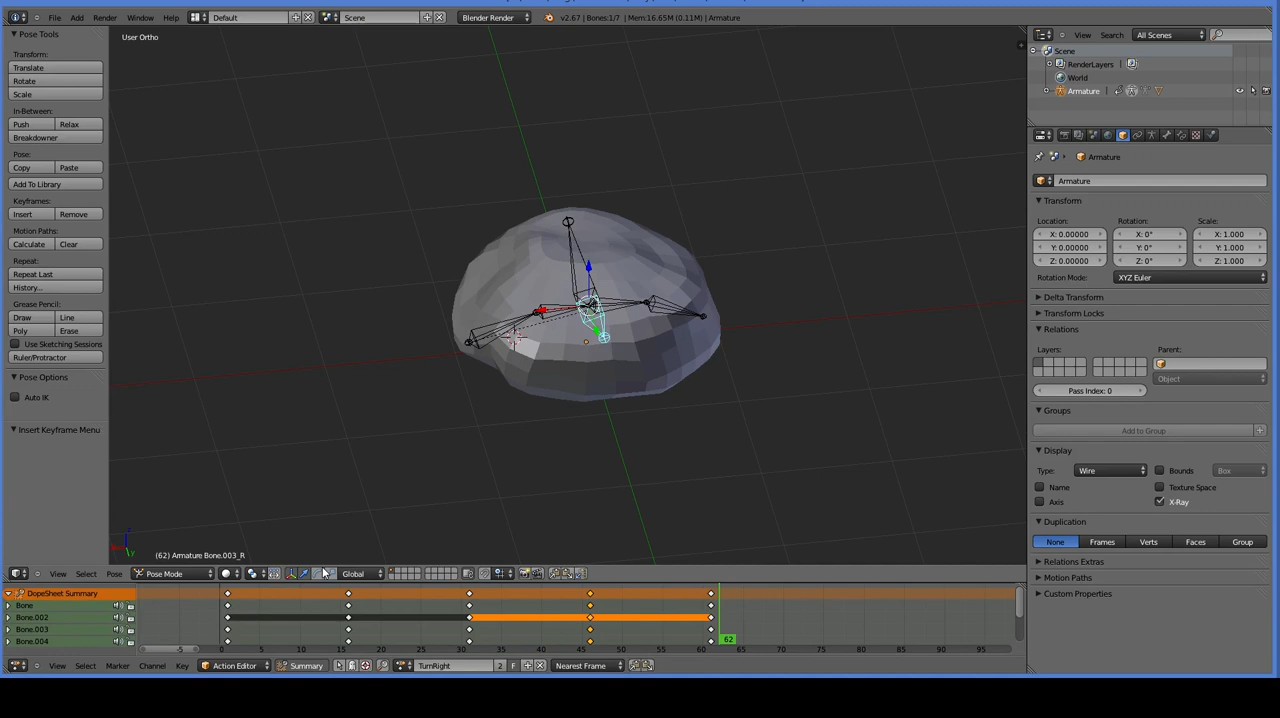 File Add Render Window Help Default Scene Blender Render v2.67 | Bones:1/7 | Mem:16.65M (0.11M) | Armature
Pose Tools
Transform:
Translate
Rotate
Scale
In-Between:
Push Relax
Breakdowner
Pose:
Copy Paste
Add To Library
Keyframes:
Insert Remove
Motion Paths:
Calculate Clear
Repeat:
Repeat Last
History...
Grease Pencil:
Draw Line
Poly Erase
Use Sketching Sessions
Ruler/Protractor
Pose Options
Auto IK
Insert Keyframe Menu
User Ortho
(62) Armature Bone.003_R
View Select Pose Pose Mode Global
DopeSheet Summary
Bone
Bone.002
Bone.003
Bone.004
-5 0 5 10 15 20 25 30 35 40 45 50 55 60 62 65 70 75 80 85 90 95
View Select Marker Channel Key Action Editor Summary TurnRight 2 F Nearest Frame
View Search All Scenes
Scene
RenderLayers
World
Armature
Armature
Armature
Transform
Location: Rotation: Scale:
X: 0.00000 X: 0° X: 1.000
Y: 0.00000 Y: 0° Y: 1.000
Z: 0.00000 Z: 0° Z: 1.000
Rotation Mode: XYZ Euler
Delta Transform
Transform Locks
Relations
Layers: Parent:
Object
Pass Index: 0
Groups
Add to Group
Display
Type: Wire Bounds Box
Name Texture Space
Axis X-Ray
Duplication
None Frames Verts Faces Group
Relations Extras
Motion Paths
Custom Properties